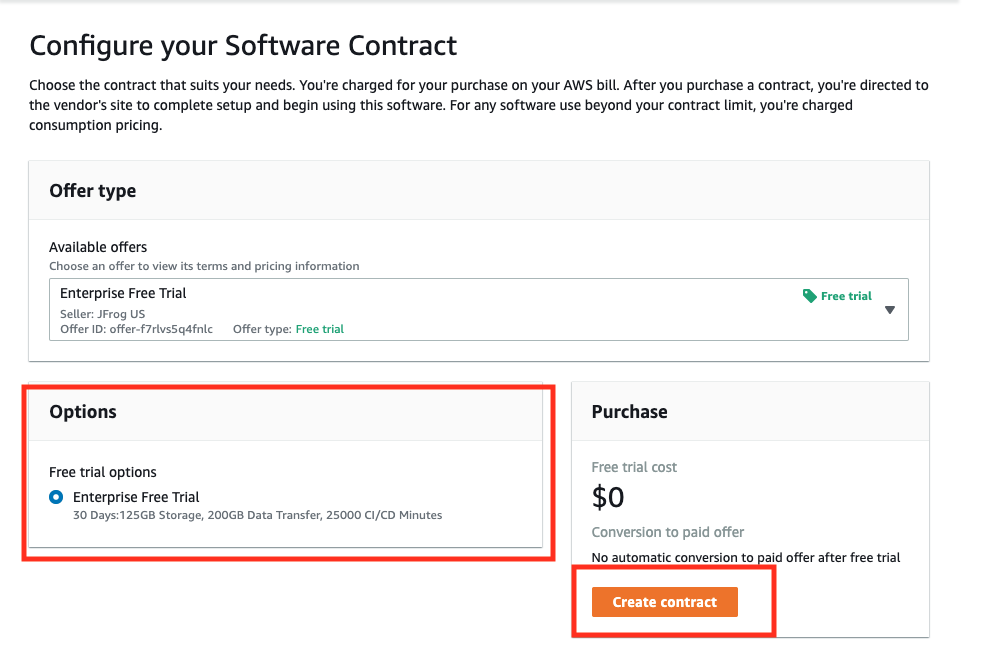 Configure your Software Contract
Choose the contract that suits your needs. You're charged for your purchase on your AWS bill. After you purchase a contract, you're directed to
the vendor's site to complete setup and begin using this software. For any software use beyond your contract limit, you're charged
consumption pricing.
Offer type
Available offers
Choose an offer to view its terms and pricing information
Enterprise Free Trial
Free trial
Seller: JFrog US
Offer ID: offer-f7rlvs5q4fnlc Offer type: Free trial
Options
Free trial options
Enterprise Free Trial
30 Days:125GB Storage, 200GB Data Transfer, 25000 CI/CD Minutes
Purchase
Free trial cost
$0
Conversion to paid offer
No automatic conversion to paid offer after free trial
Create contract